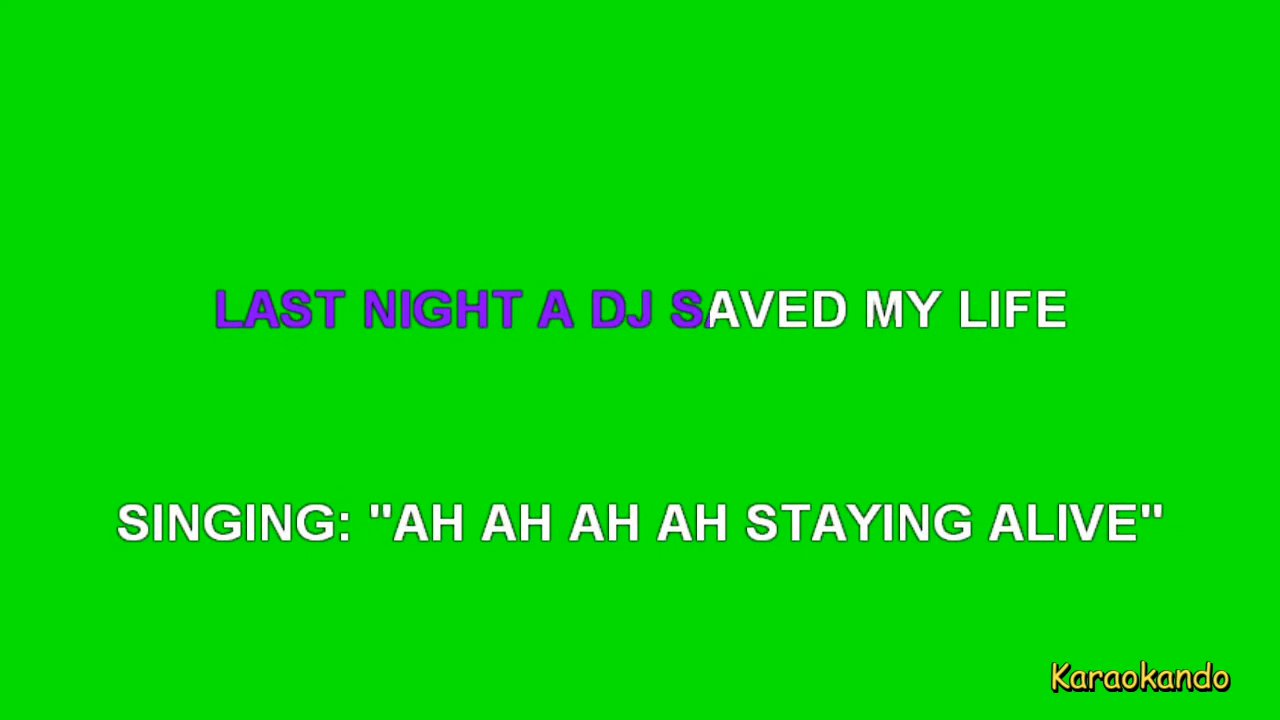 LAST NIGHT A DJ SAVED MY LIFE
SINGING: "AH AH AH AH STAYING ALIVE"
Karaokando